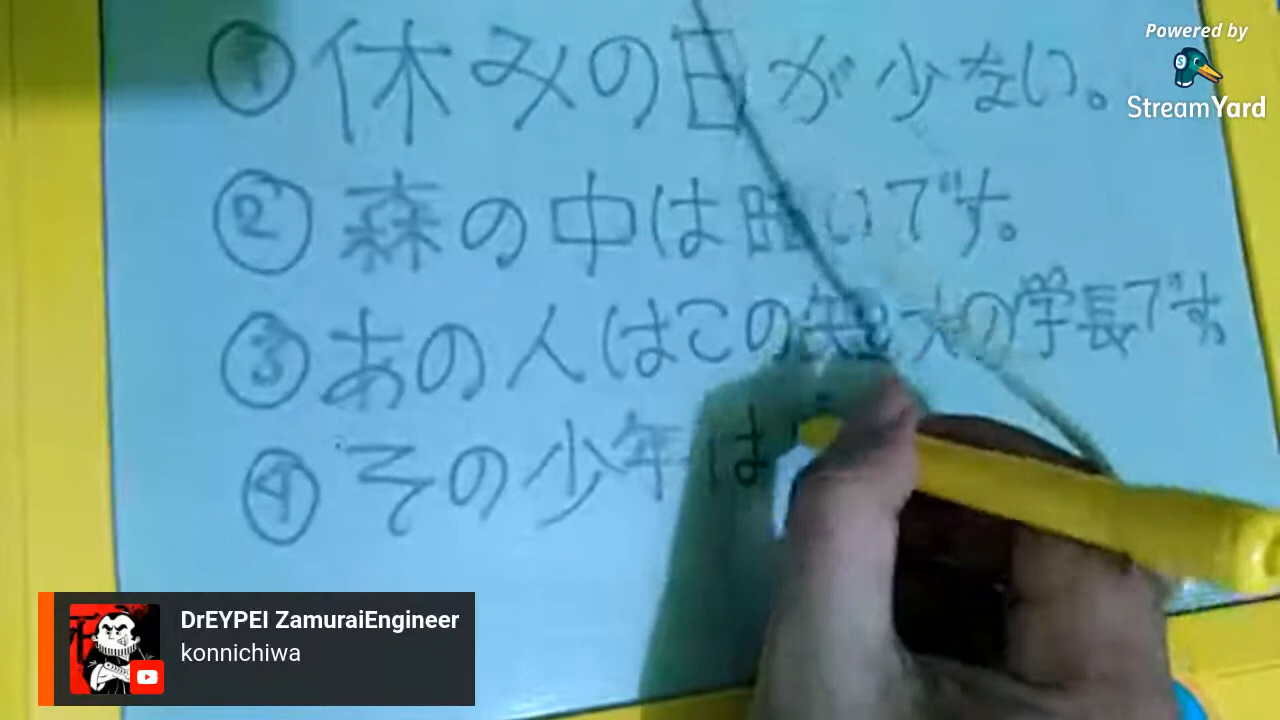 Powered by
StreamYard
① 休みの日が少ない。
② 森の中は暗いです。
③ あの人はこの大の学長です
④ その少年は
DrEYPEI ZamuraiEngineer
konnichiwa